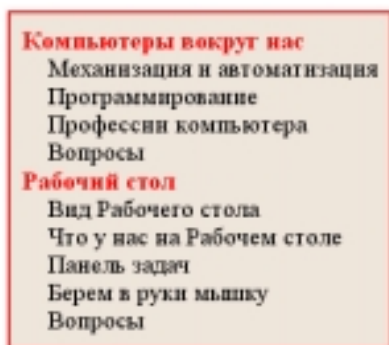 Компьютеры вокруг нас
Механизация и автоматизация
Программирование
Профессии компьютера
Вопросы
Рабочий стол
Вид Рабочего стола
Что у нас на Рабочем столе
Панель задач
Берем в руки мышку
Вопросы